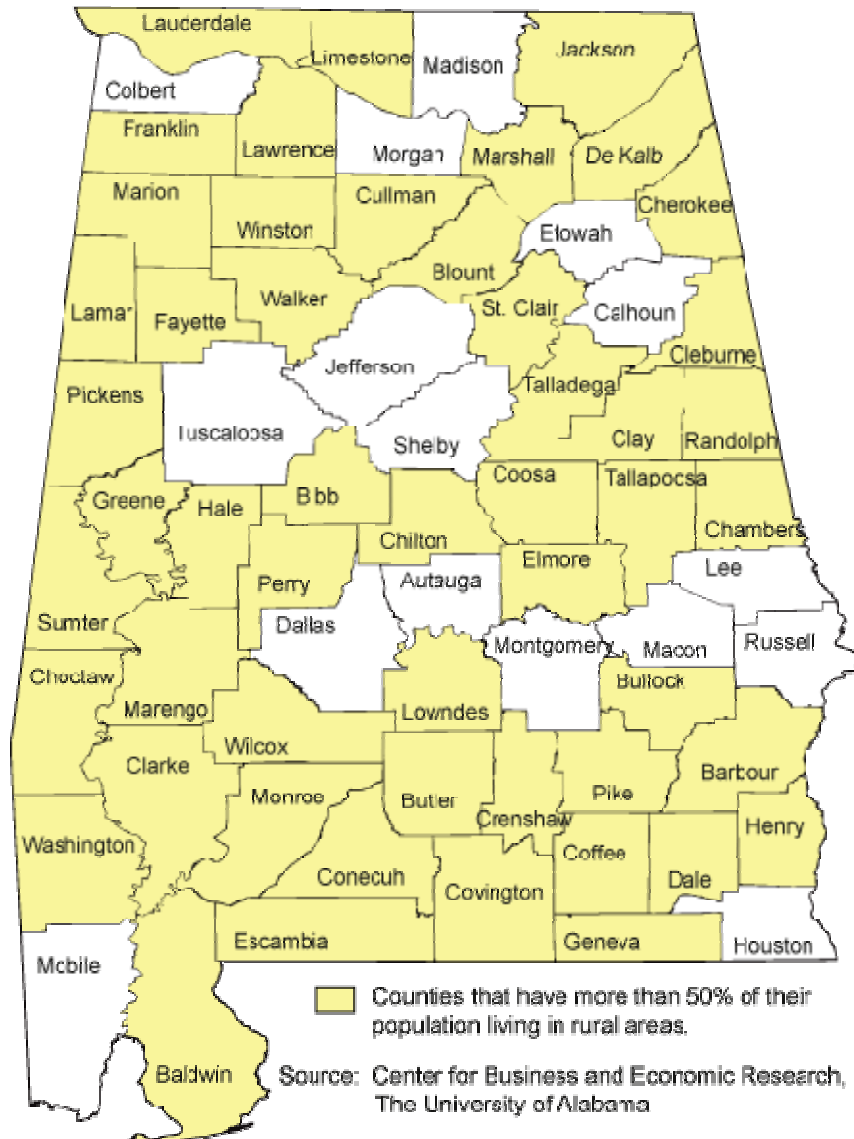 Lauderdale
Limestone
Madison
Jackson
Colbert
Franklin
Lawrence
Morgan
Marshall
De Kalb
Marion
Cullman
Cherokee
Winston
Etowah
Blount
Lamar
Fayette
Walker
St. Clair
Calhoun
Jefferson
Cleburne
Pickens
Talladega
Tuscaloosa
Shelby
Clay
Randolph
Greene
Hale
Bibb
Coosa
Tallapoosa
Chilton
Chambers
Perry
Autauga
Elmore
Lee
Sumter
Dallas
Montgomery
Macon
Russell
Choctaw
Marengo
Lowndes
Bullock
Wilcox
Clarke
Monroe
Butler
Crenshaw
Pike
Barbour
Washington
Conecuh
Covington
Coffee
Dale
Henry
Mobile
Escambia
Geneva
Houston
Baldwin
Counties that have more than 50% of their
population living in rural areas.
Source: Center for Business and Economic Research,
The University of Alabama